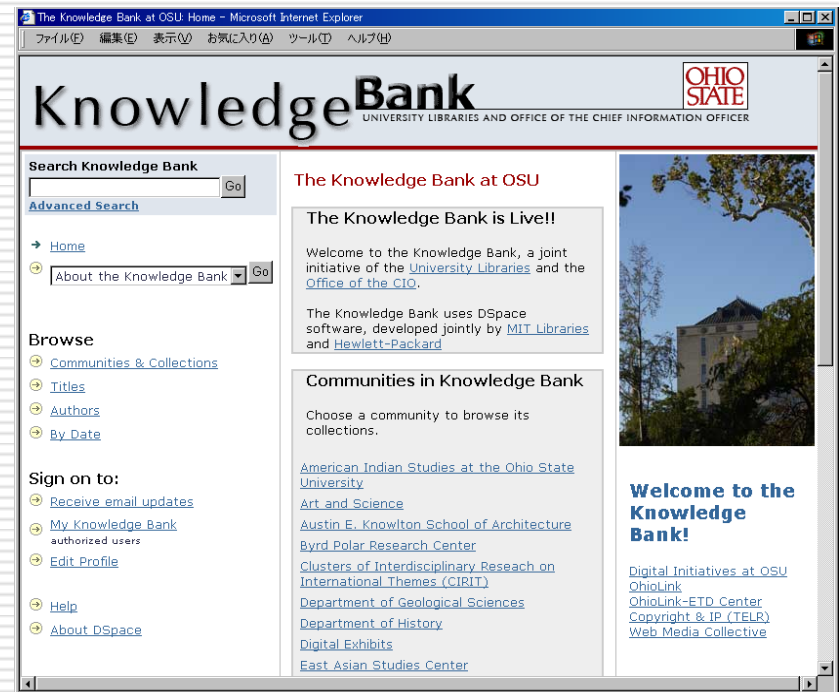 The Knowledge Bank at OSU: Home - Microsoft Internet Explorer
ファイル(F) 編集(E) 表示(V) お気に入り(A) ツール(T) ヘルプ(H)
KnowledgeBank
UNIVERSITY LIBRARIES AND OFFICE OF THE CHIEF INFORMATION OFFICER
OHIO
STATE
Search Knowledge Bank
Go
Advanced Search
Home
About the Knowledge Bank Go
Browse
Communities & Collections
Titles
Authors
By Date
Sign on to:
Receive email updates
My Knowledge Bank
authorized users
Edit Profile
Help
About DSpace
The Knowledge Bank at OSU
The Knowledge Bank is Live!!
Welcome to the Knowledge Bank, a joint
initiative of the University Libraries and the
Office of the CIO.
The Knowledge Bank uses DSpace
software, developed jointly by MIT Libraries
and Hewlett-Packard
Communities in Knowledge Bank
Choose a community to browse its
collections.
American Indian Studies at the Ohio State
University
Art and Science
Austin E. Knowlton School of Architecture
Byrd Polar Research Center
Clusters of Interdisciplinary Reseach on
International Themes (CIRIT)
Department of Geological Sciences
Department of History
Digital Exhibits
East Asian Studies Center
Welcome to the
Knowledge
Bank!
Digital Initiatives at OSU
OhioLink
OhioLink-ETD Center
Copyright & IP (TELR)
Web Media Collective